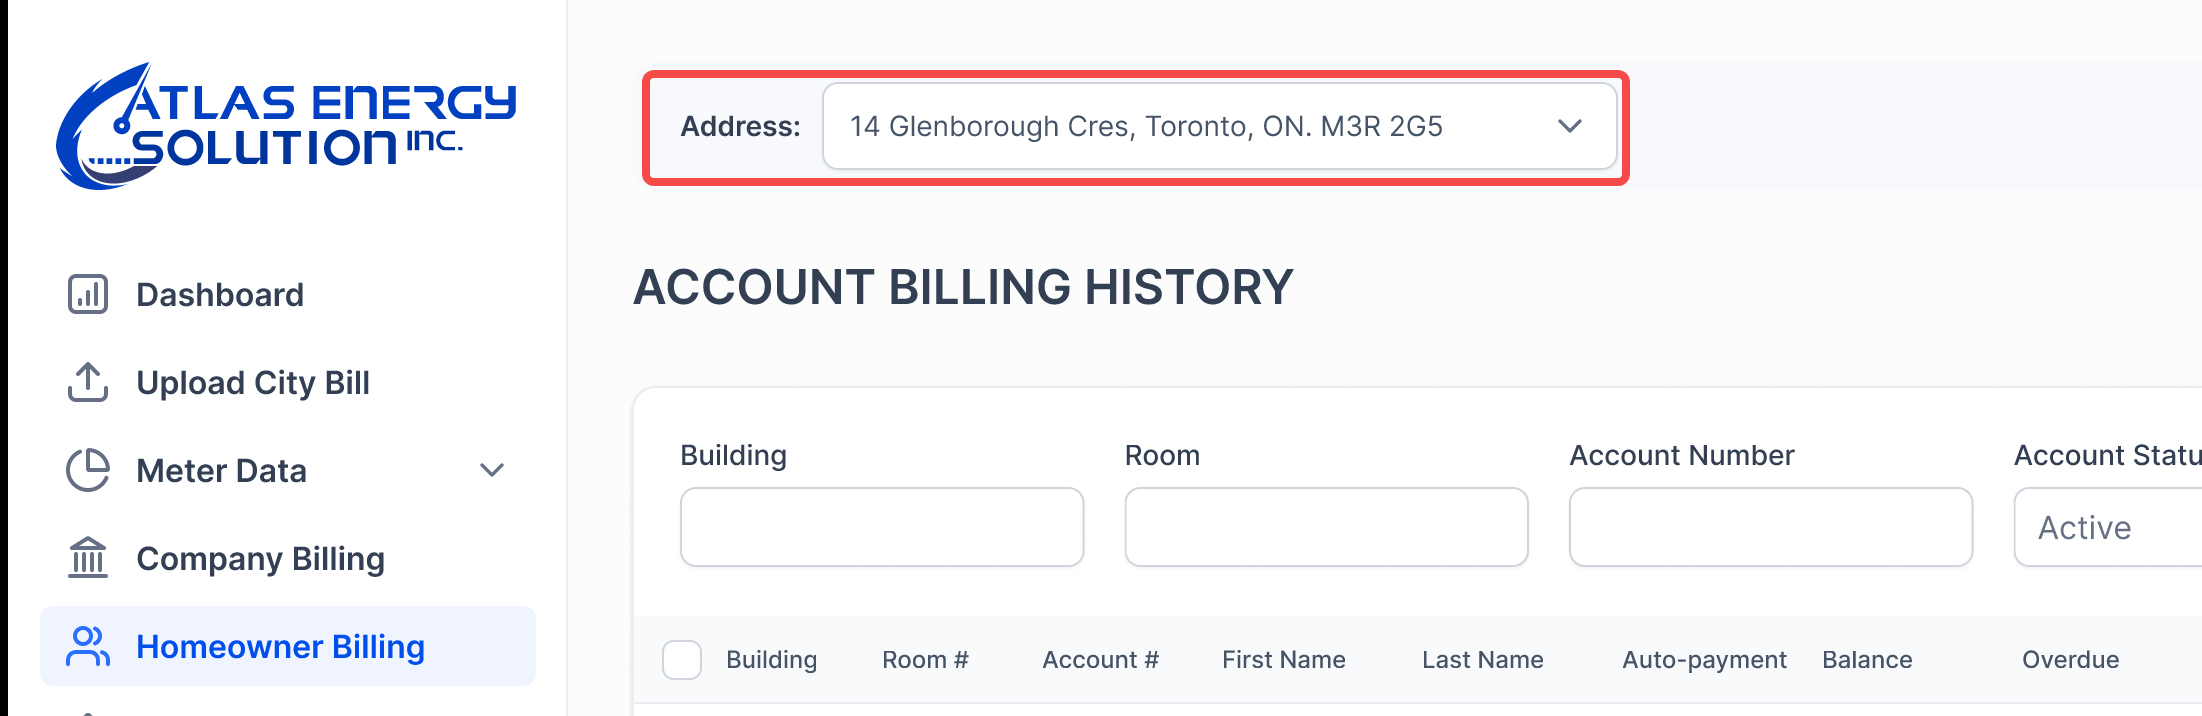 ATLAS ENERGY
SOLUTION INC.
Dashboard
Upload City Bill
Meter Data
Company Billing
Homeowner Billing
Address: 14 Glenborough Cres, Toronto, ON. M3R 2G5
ACCOUNT BILLING HISTORY
Building Room Account Number Account Statu
Active
Building Room # Account # First Name Last Name Auto-payment Balance Overdue